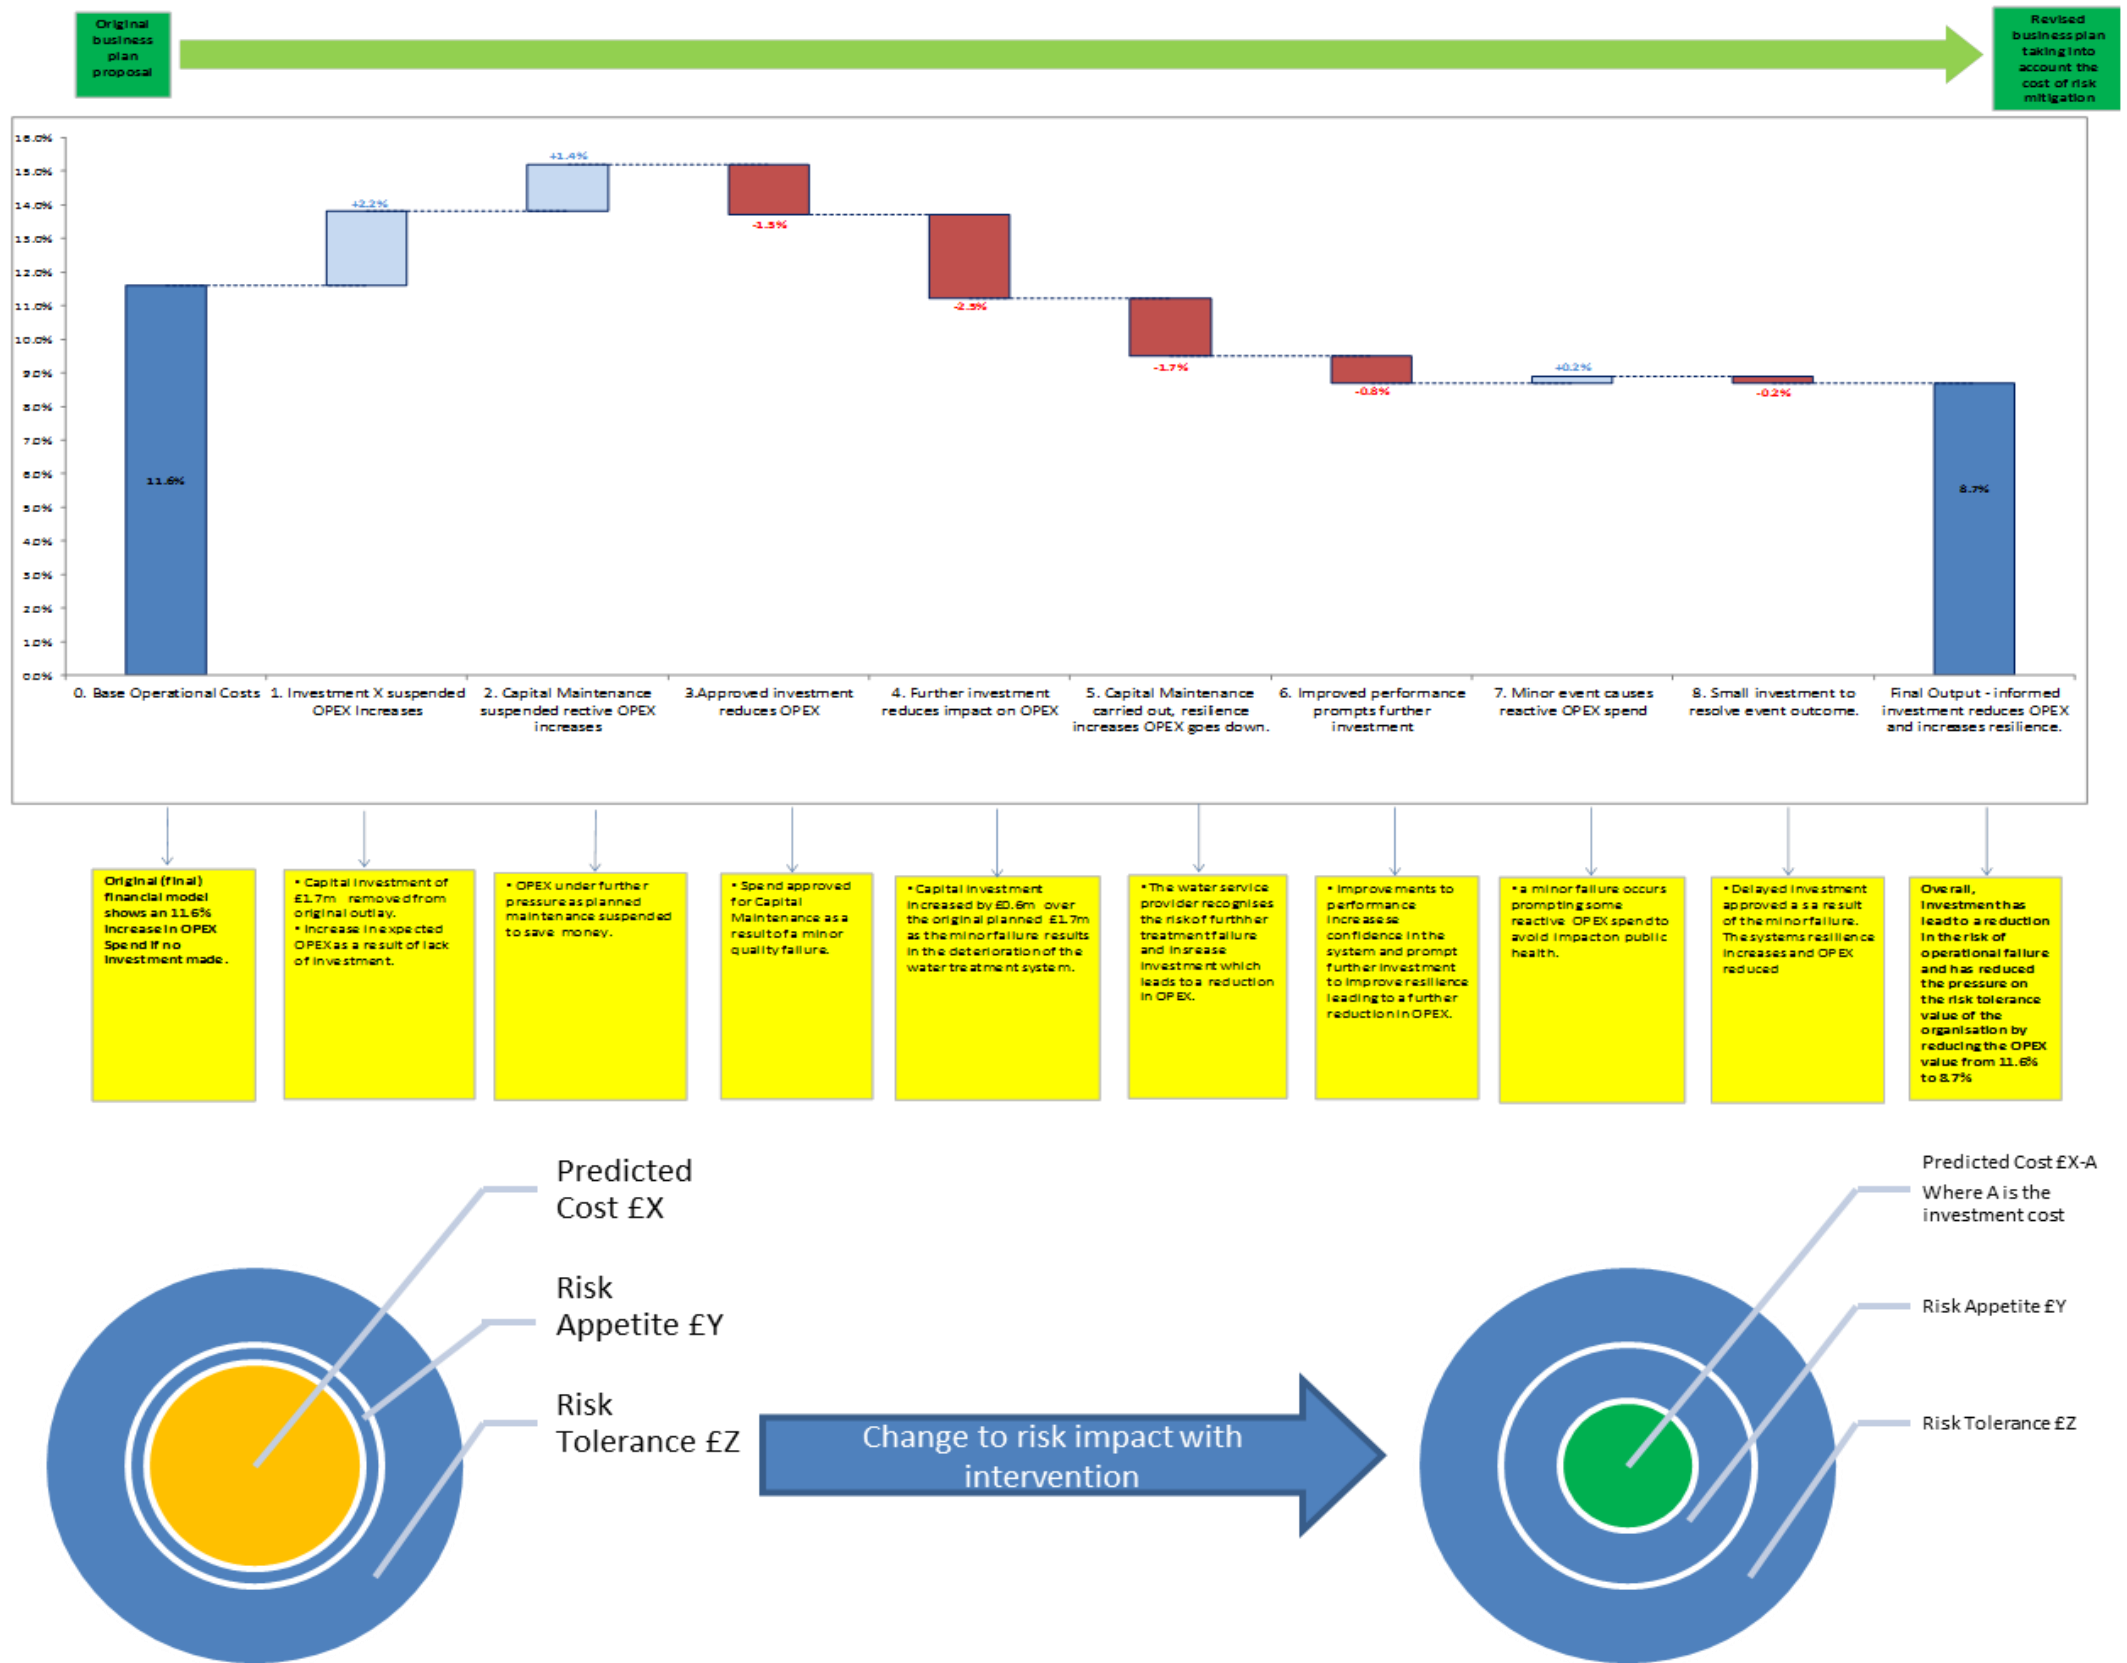 Original
business
plan
proposal
Revised
business plan
taking into
account the
cost of risk
mitigation
16.0%
15.0%
14.0%
13.0%
12.0%
11.0%
10.0%
9.0%
8.0%
7.0%
6.0%
5.0%
4.0%
3.0%
2.0%
1.0%
0.0%
11.6%
+2.2%
+1.4%
-1.5%
-2.5%
-1.7%
-0.8%
+0.2%
-0.2%
8.7%
0. Base Operational Costs
1. Investment X suspended
OPEX Increases
2. Capital Maintenance
suspended rective OPEX
increases
3.Approved investment
reduces OPEX
4. Further investment
reduces impact on OPEX
5. Capital Maintenance
carried out, resilience
increases OPEX goes down.
6. Improved performance
prompts further
investment
7. Minor event causes
reactive OPEX spend
8. Small investment to
resolve event outcome.
Final Output - informed
investment reduces OPEX
and increases resilience.
Original (final)
financial model
shows an 11.6%
Increase in OPEX
Spend if no
Investment made.
• Capital investment of
£1.7m removed from
original outlay.
• Increase in expected
OPEX as a result of lack
of investment.
• OPEX under further
pressure as planned
maintenance suspended
to save money.
• Spend approved
for Capital
Maintenance as a
result of a minor
quality failure.
• Capital investment
increased by £0.6m over
the original planned £1.7m
as the minor failure results
in the deterioration of the
water treatment system.
• The water service
provider recognises
the risk of furthher
treatment failure
and insrease
investment which
leads to a reduction
in OPEX.
• Improvements to
performance
increase se
confidence in the
system and prompt
further investment
to improve resilience
leading to a further
reduction in OPEX.
• a minor failure occurs
prompting some
reactive OPEX spend to
avoid impact on public
health.
• Delayed investment
approved a s a result
of the minor failure.
The systems resilience
increases and OPEX
reduced
Overall,
investment has
lead to a reduction
in the risk of
operational failure
and has reduced
the pressure on
the risk tolerance
value of the
organisation by
reducing the OPEX
value from 11.6%
to 8.7%
Predicted
Cost £X
Risk
Appetite £Y
Risk
Tolerance £Z
Change to risk impact with
intervention
Predicted Cost £X-A
Where A is the
investment cost
Risk Appetite £Y
Risk Tolerance £Z